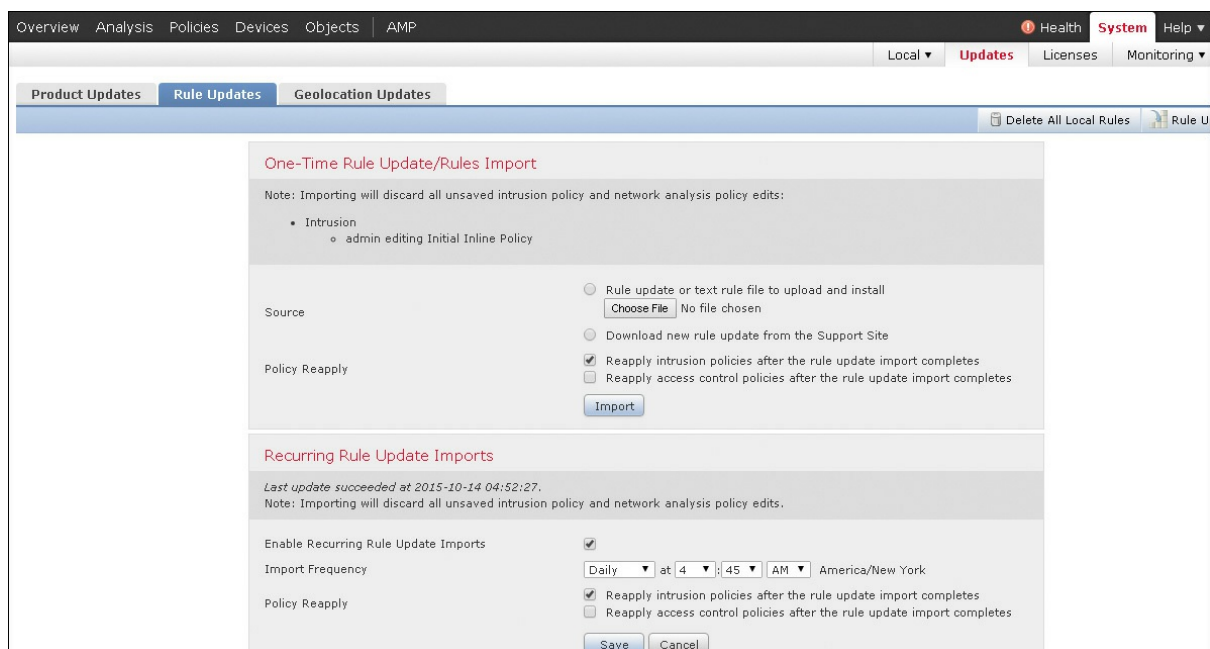 Overview Analysis Policies Devices Objects AMP Health System Help ▾
Local ▾ Updates Licenses Monitoring ▾
Product Updates Rule Updates Geolocation Updates
Delete All Local Rules Rule U
One-Time Rule Update/Rules Import
Note: Importing will discard all unsaved intrusion policy and network analysis policy edits:
• Intrusion
○ admin editing Initial Inline Policy
Rule update or text rule file to upload and install
Source
Choose File No file chosen
Download new rule update from the Support Site
Policy Reapply
Reapply intrusion policies after the rule update import completes
Reapply access control policies after the rule update import completes
Import
Recurring Rule Update Imports
Last update succeeded at 2015-10-14 04:52:27.
Note: Importing will discard all unsaved intrusion policy and network analysis policy edits.
Enable Recurring Rule Update Imports
Import Frequency Daily ▾ at 4 ▾ : 45 ▾ AM ▾ America/New York
Policy Reapply
Reapply intrusion policies after the rule update import completes
Reapply access control policies after the rule update import completes
Save Cancel